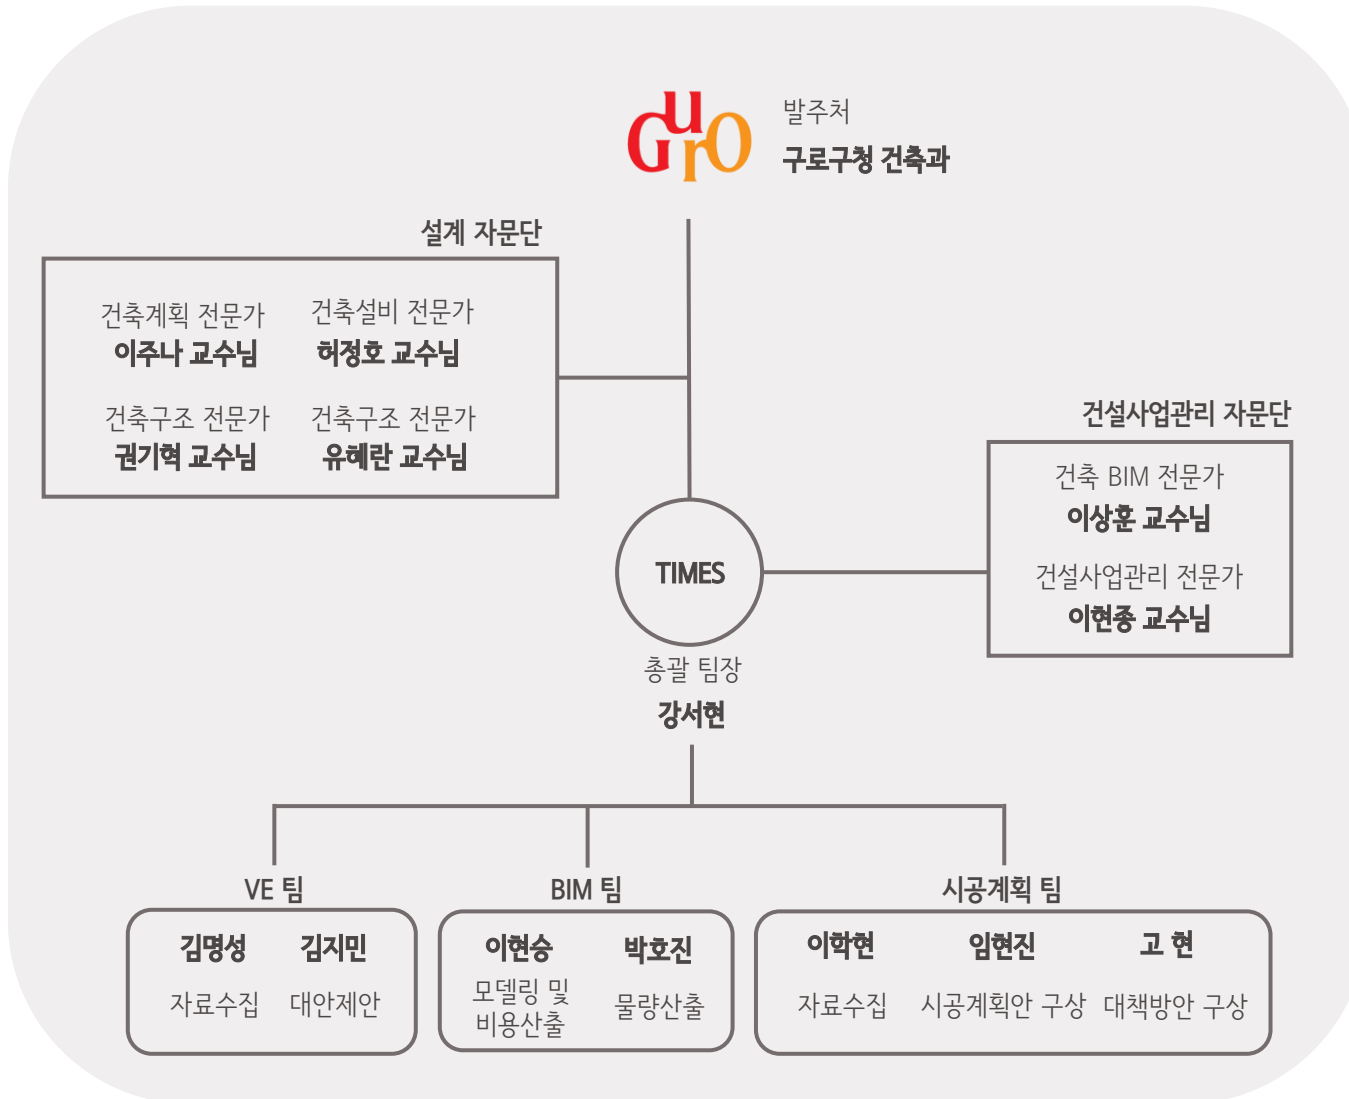 Guro
발주처
구로구청 건축과
설계 자문단
건축계획 전문가
이주나 교수님
건축설비 전문가
허정호 교수님
건축구조 전문가
권기혁 교수님
건축구조 전문가
유혜란 교수님
건설사업관리 자문단
건축 BIM 전문가
이상훈 교수님
건설사업관리 전문가
이현종 교수님
TIMES
총괄 팀장
강서현
VE 팀
김명성
자료수집
김지민
대안제안
BIM 팀
이현승
모델링 및
비용산출
박호진
물량산출
시공계획 팀
이학현
자료수집
임현진
시공계획안 구상
고 현
대책방안 구상